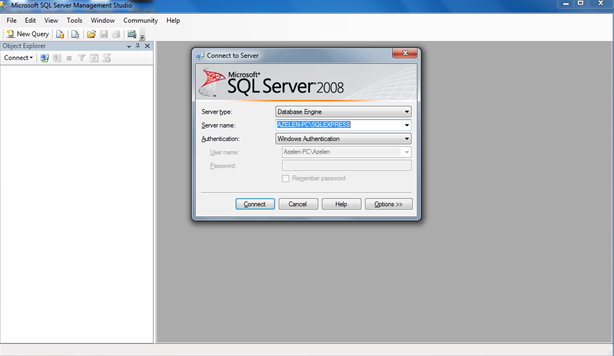 Microsoft SQL Server Management Studio
File Edit View Tools Window Community Help
New Query
Object Explorer
Connect
Connect to Server
Microsoft
SQL Server 2008
Server type: Database Engine
Server name: AZELEN-PC\SQLEXPRESS
Authentication: Windows Authentication
User name: Azelen-PC\Azelen
Password:
Remember password
Connect Cancel Help Options >>